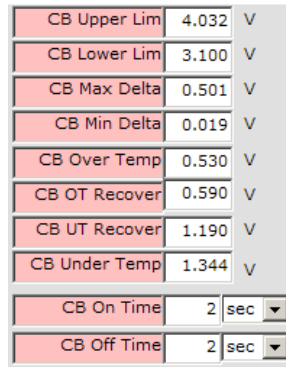 CB Upper Lim 4.032 V
CB Lower Lim 3.100 V
CB Max Delta 0.501 V
CB Min Delta 0.019 V
CB Over Temp 0.530 V
CB OT Recover 0.590 V
CB UT Recover 1.190 V
CB Under Temp 1.344 V
CB On Time 2 sec
CB Off Time 2 sec